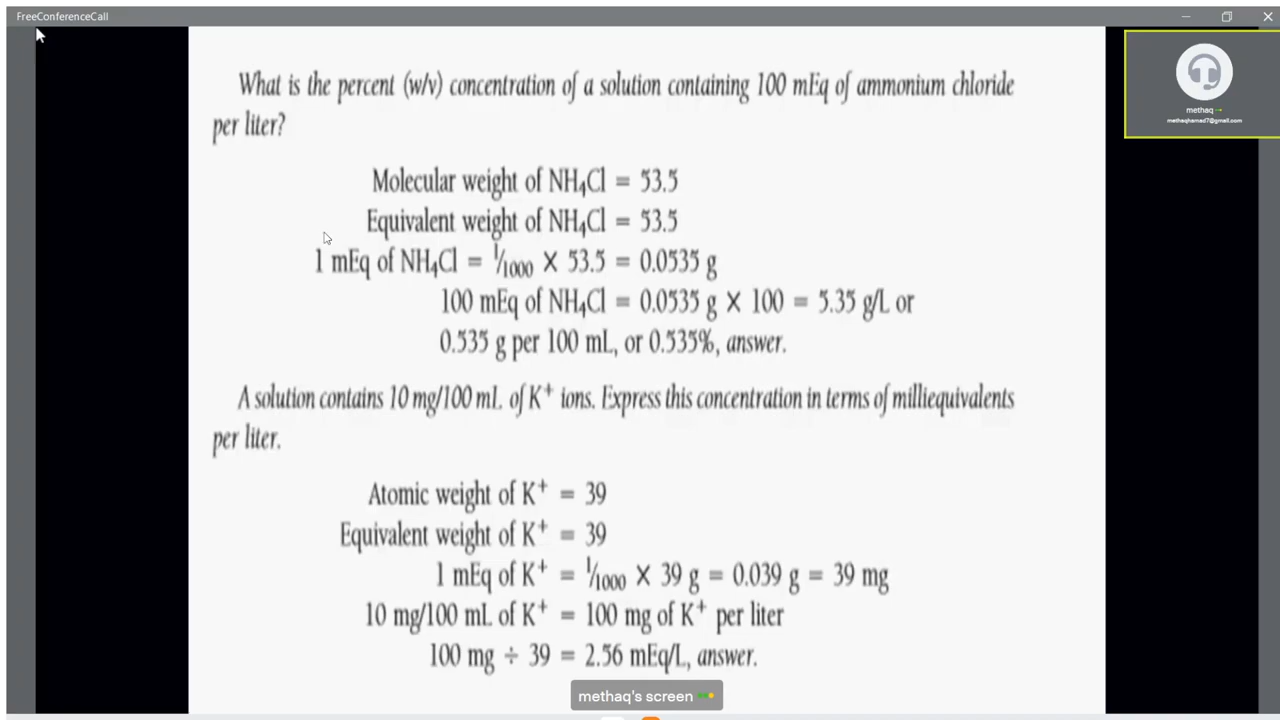 FreeConferenceCall
methaq
methaqhamad7@gmail.com
What is the percent (w/v) concentration of a solution containing 100 mEq of ammonium chloride
per liter?
Molecular weight of NH₄Cl = 53.5
Equivalent weight of NH₄Cl = 53.5
1 mEq of NH₄Cl = 1/1000 × 53.5 = 0.0535 g
100 mEq of NH₄Cl = 0.0535 g × 100 = 5.35 g/L or
0.535 g per 100 mL, or 0.535%, answer.
A solution contains 10 mg/100 mL of K⁺ ions. Express this concentration in terms of milliequivalents
per liter.
Atomic weight of K⁺ = 39
Equivalent weight of K⁺ = 39
1 mEq of K⁺ = 1/1000 × 39 g = 0.039 g = 39 mg
10 mg/100 mL of K⁺ = 100 mg of K⁺ per liter
100 mg ÷ 39 = 2.56 mEq/L, answer.
methaq's screen